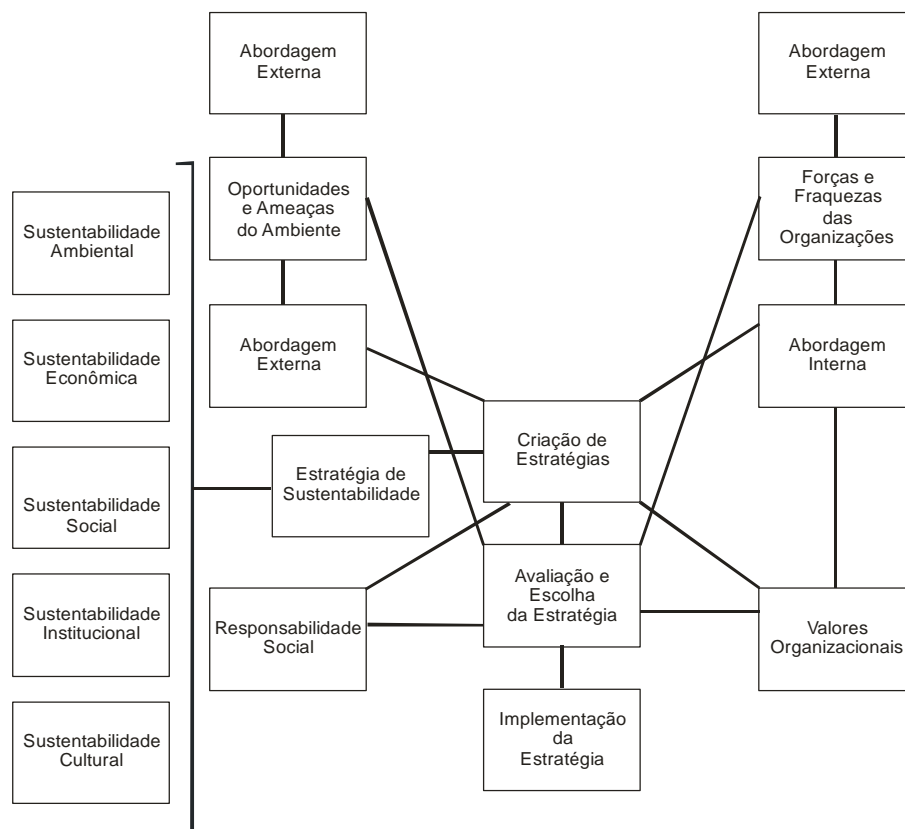 Abordagem
Externa
Abordagem
Externa
Oportunidades
e Ameaças
do Ambiente
Forças e
Fraquezas
das
Organizações
Sustentabilidade
Ambiental
Sustentabilidade
Econômica
Abordagem
Externa
Abordagem
Interna
Criação de
Estratégias
Estratégia de
Sustentabilidade
Sustentabilidade
Social
Avaliação e
Escolha
da Estratégia
Sustentabilidade
Institucional
Responsabilidade
Social
Valores
Organizacionais
Implementação
da
Estratégia
Sustentabilidade
Cultural